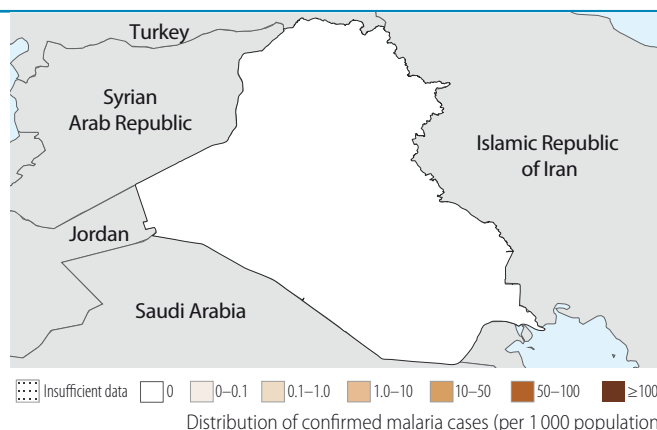 Turkey
Syrian
Arab Republic
Islamic Republic
of Iran
Jordan
Saudi Arabia
Insufficient data 0 0–0.1 0.1–1.0 1.0–10 10–50 50–100 ≥100
Distribution of confirmed malaria cases (per 1 000 population